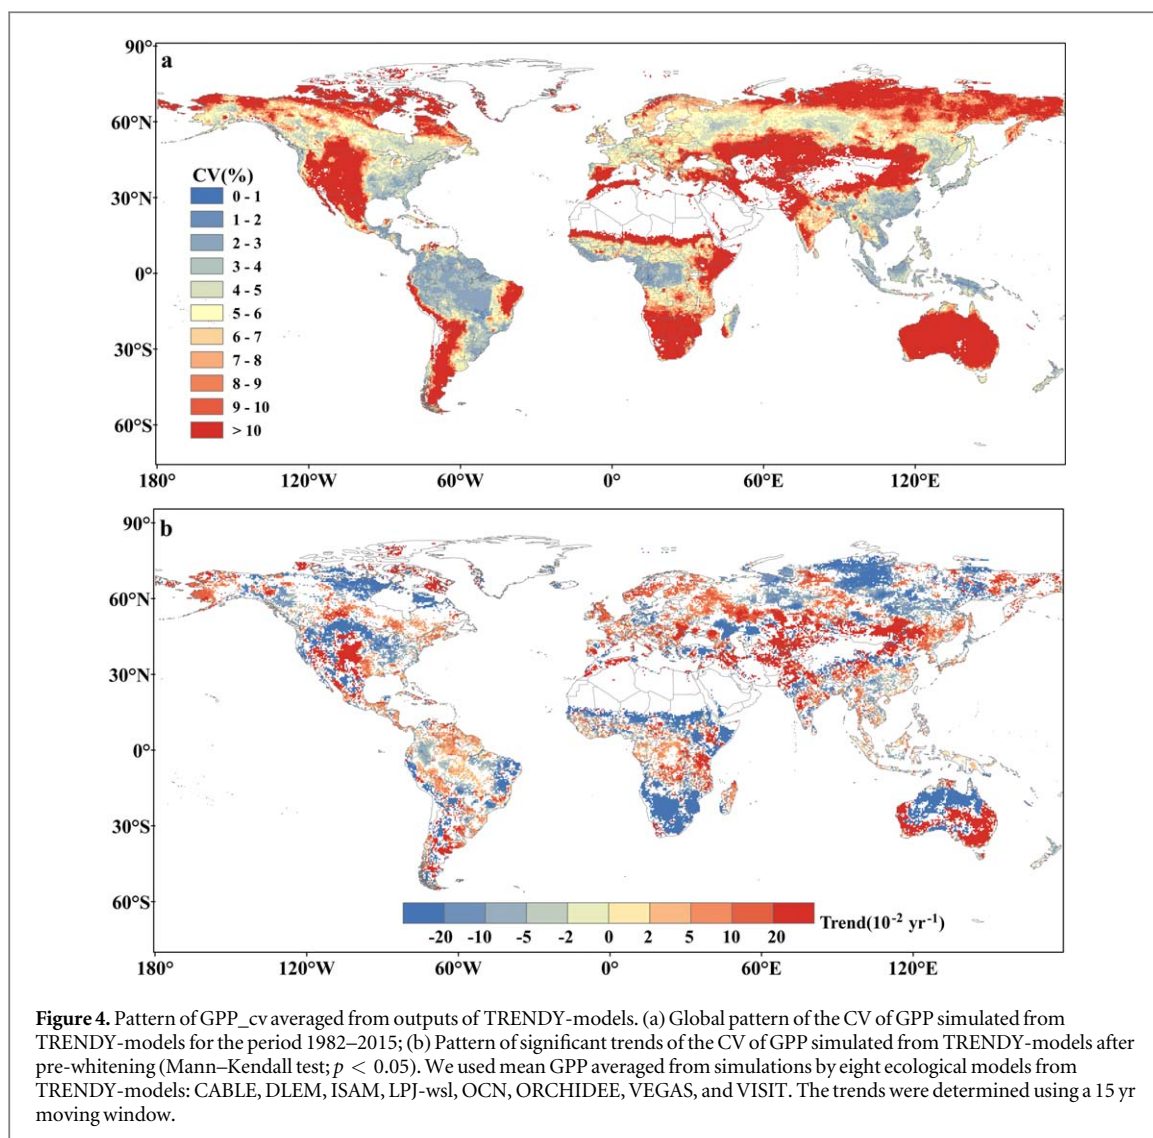 a
90°
60°N
30°N
0°
30°S
60°S
CV(%)
0 - 1
1 - 2
2 - 3
3 - 4
4 - 5
5 - 6
6 - 7
7 - 8
8 - 9
9 - 10
> 10
180° 120°W 60°W 0° 60°E 120°E
b
90°
60°N
30°N
0°
30°S
60°S
-20 -10 -5 -2 0 2 5 10 20
Trend(10⁻² yr⁻¹)
180° 120°W 60°W 0° 60°E 120°E
Figure 4. Pattern of GPP_cv averaged from outputs of TRENDY-models. (a) Global pattern of the CV of GPP simulated from
TRENDY-models for the period 1982–2015; (b) Pattern of significant trends of the CV of GPP simulated from TRENDY-models after
pre-whitening (Mann–Kendall test; p < 0.05). We used mean GPP averaged from simulations by eight ecological models from
TRENDY-models: CABLE, DLEM, ISAM, LPJ-wsl, OCN, ORCHIDEE, VEGAS, and VISIT. The trends were determined using a 15 yr
moving window.